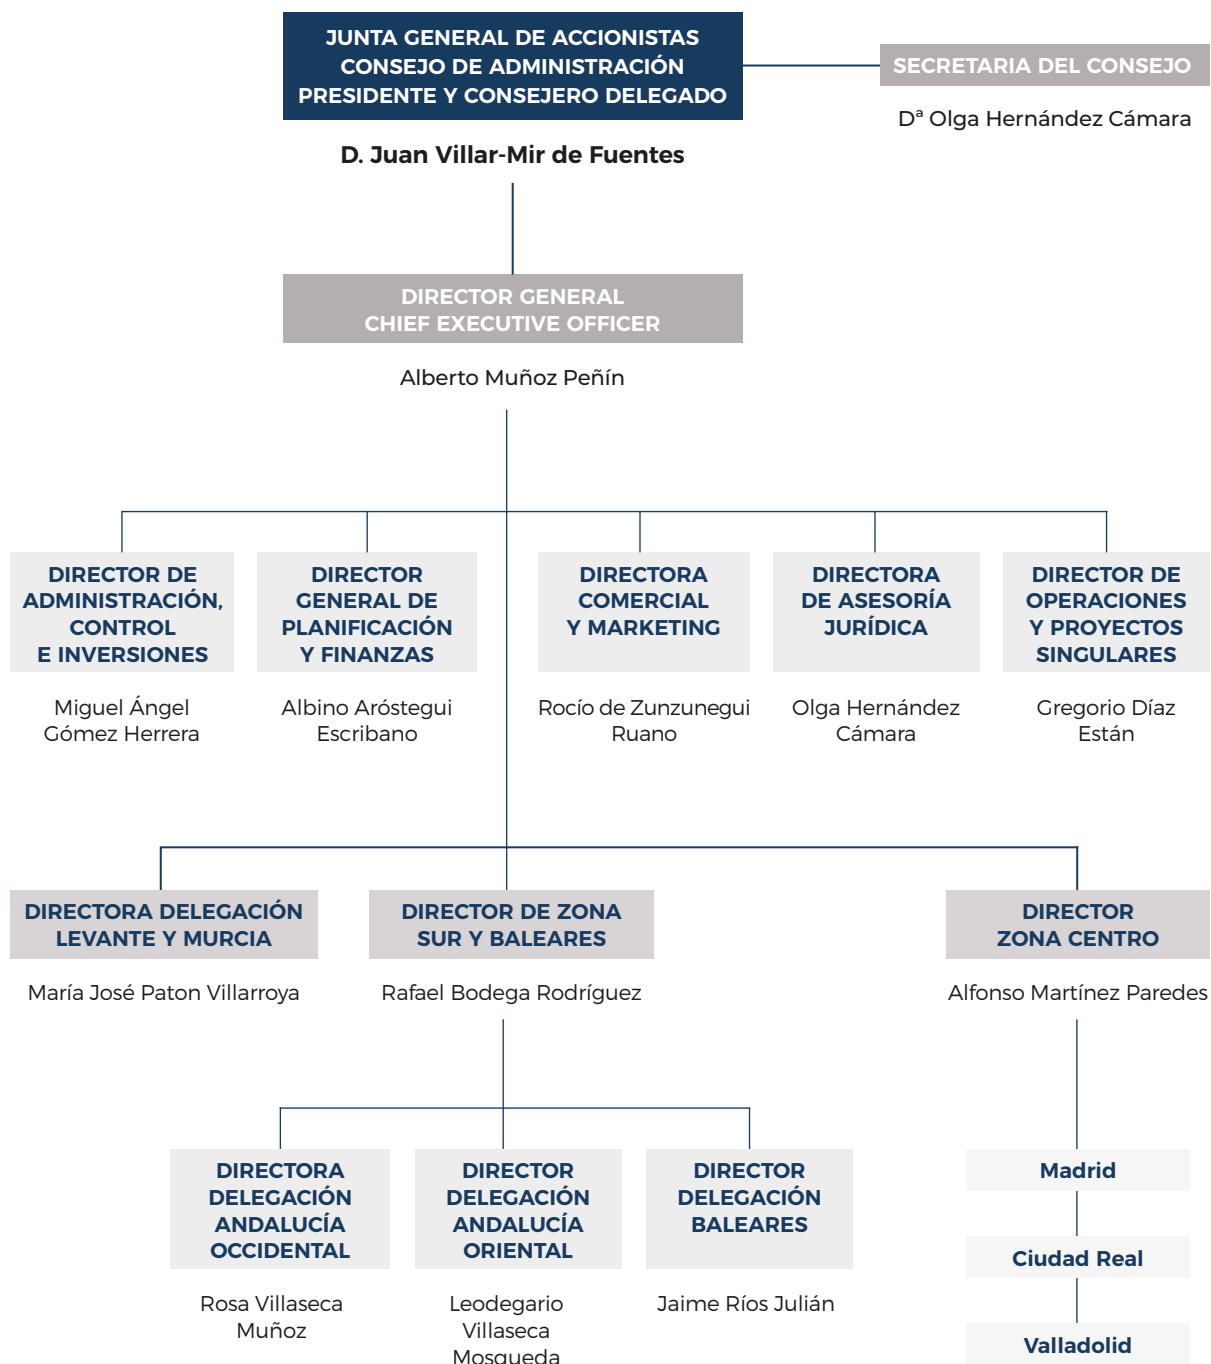 JUNTA GENERAL DE ACCIONISTAS
CONSEJO DE ADMINISTRACIÓN
PRESIDENTE Y CONSEJERO DELEGADO
D. Juan Villar-Mir de Fuentes
SECRETARIA DEL CONSEJO
Dª Olga Hernández Cámara
DIRECTOR GENERAL
CHIEF EXECUTIVE OFFICER
Alberto Muñoz Peñín
DIRECTOR DE
ADMINISTRACIÓN,
CONTROL
E INVERSIONES
Miguel Ángel
Gómez Herrera
DIRECTOR
GENERAL DE
PLANIFICACIÓN
Y FINANZAS
Albino Aróstegui
Escribano
DIRECTORA
COMERCIAL
Y MARKETING
Rocío de Zunzunegui
Ruano
DIRECTORA
DE ASESORÍA
JURÍDICA
Olga Hernández
Cámara
DIRECTOR DE
OPERACIONES
Y PROYECTOS
SINGULARES
Gregorio Díaz
Están
DIRECTORA DELEGACIÓN
LEVANTE Y MURCIA
María José Paton Villarroya
DIRECTOR DE ZONA
SUR Y BALEARES
Rafael Bodega Rodríguez
DIRECTOR
ZONA CENTRO
Alfonso Martínez Paredes
DIRECTORA
DELEGACIÓN
ANDALUCÍA
OCCIDENTAL
Rosa Villaseca
Muñoz
DIRECTOR
DELEGACIÓN
ANDALUCÍA
ORIENTAL
Leodegario
Villaseca
Mosqueda
DIRECTOR
DELEGACIÓN
BALEARES
Jaime Ríos Julián
Madrid
Ciudad Real
Valladolid